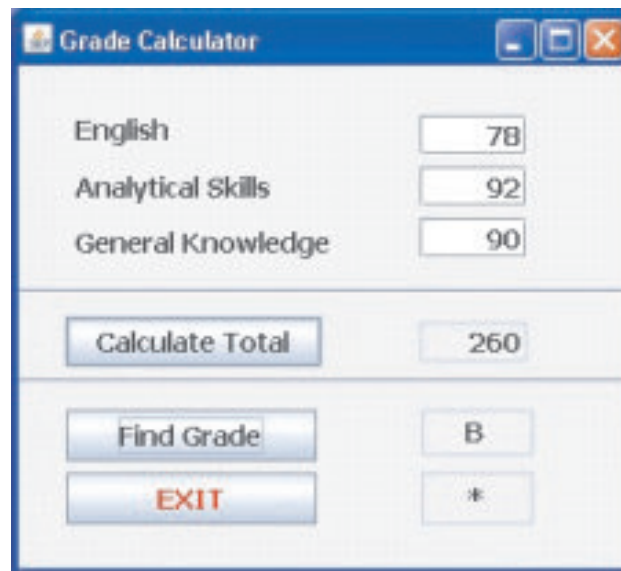 Grade Calculator
English 78
Analytical Skills 92
General Knowledge 90
Calculate Total 260
Find Grade B
EXIT *